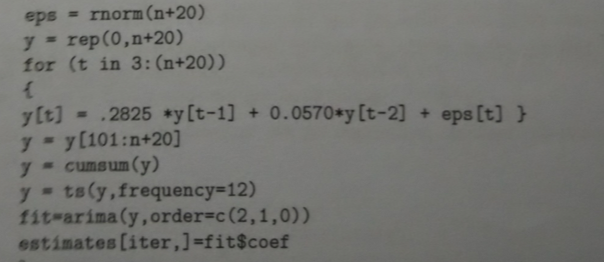 eps = rnorm(n+20)
y = rep(0,n+20)
for (t in 3:(n+20))
{
y[t] = .2825 *y[t-1] + 0.0570*y[t-2] + eps[t] }
y = y[101:n+20]
y = cumsum(y)
y = ts(y,frequency=12)
fit=arima(y,order=c(2,1,0))
estimates[iter,]=fit$coef